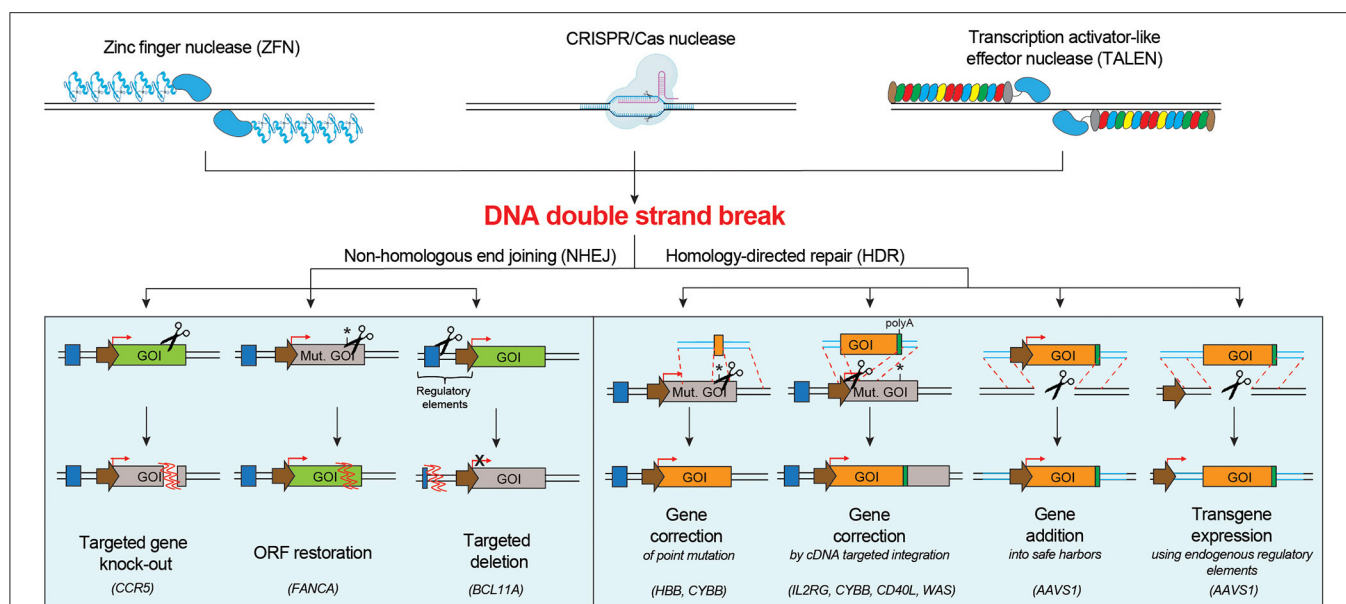 Zinc finger nuclease (ZFN)
CRISPR/Cas nuclease
Transcription activator-like
effector nuclease (TALEN)
DNA double strand break
Non-homologous end joining (NHEJ)
Homology-directed repair (HDR)
GOI
*
Mut. GOI
GOI
Regulatory
elements
*
Mut. GOI
polyA
GOI
*
Mut. GOI
GOI
GOI
GOI
GOI
X
GOI
GOI
GOI
GOI
GOI
Targeted gene
knock-out
(CCR5)
ORF restoration
(FANCA)
Targeted
deletion
(BCL11A)
Gene
correction
of point mutation
(HBB, CYBB)
Gene
correction
by cDNA targeted integration
(IL2RG, CYBB, CD40L, WAS)
Gene
addition
into safe harbors
(AAVS1)
Transgene
expression
using endogenous regulatory
elements
(AAVS1)